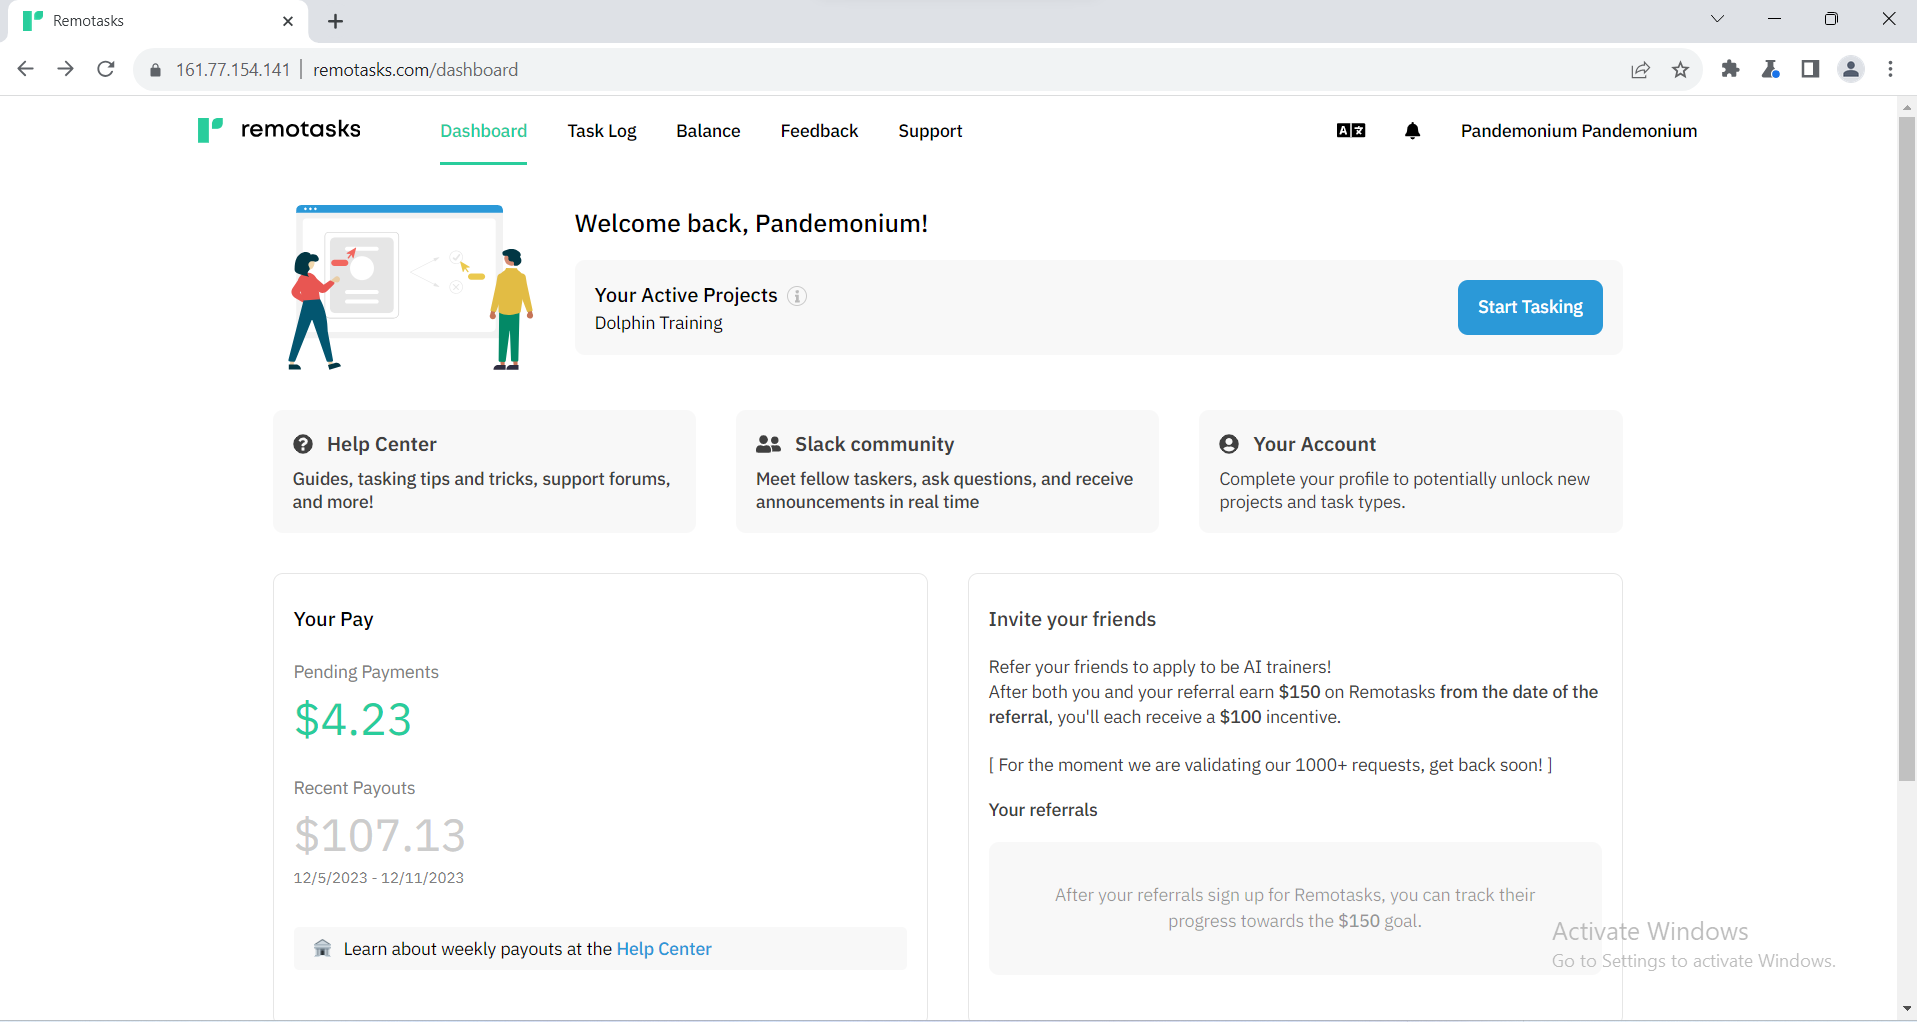 Remotasks
161.77.154.141 | remotasks.com/dashboard
remotasks
Dashboard
Task Log
Balance
Feedback
Support
Pandemonium Pandemonium
Welcome back, Pandemonium!
Your Active Projects
Dolphin Training
Start Tasking
Help Center
Guides, tasking tips and tricks, support forums,
and more!
Slack community
Meet fellow taskers, ask questions, and receive
announcements in real time
Your Account
Complete your profile to potentially unlock new
projects and task types.
Your Pay
Pending Payments
$4.23
Recent Payouts
$107.13
12/5/2023 - 12/11/2023
Learn about weekly payouts at the Help Center
Invite your friends
Refer your friends to apply to be AI trainers!
After both you and your referral earn $150 on Remotasks from the date of the
referral, you'll each receive a $100 incentive.
[ For the moment we are validating our 1000+ requests, get back soon! ]
Your referrals
After your referrals sign up for Remotasks, you can track their
progress towards the $150 goal.
Activate Windows
Go to Settings to activate Windows.